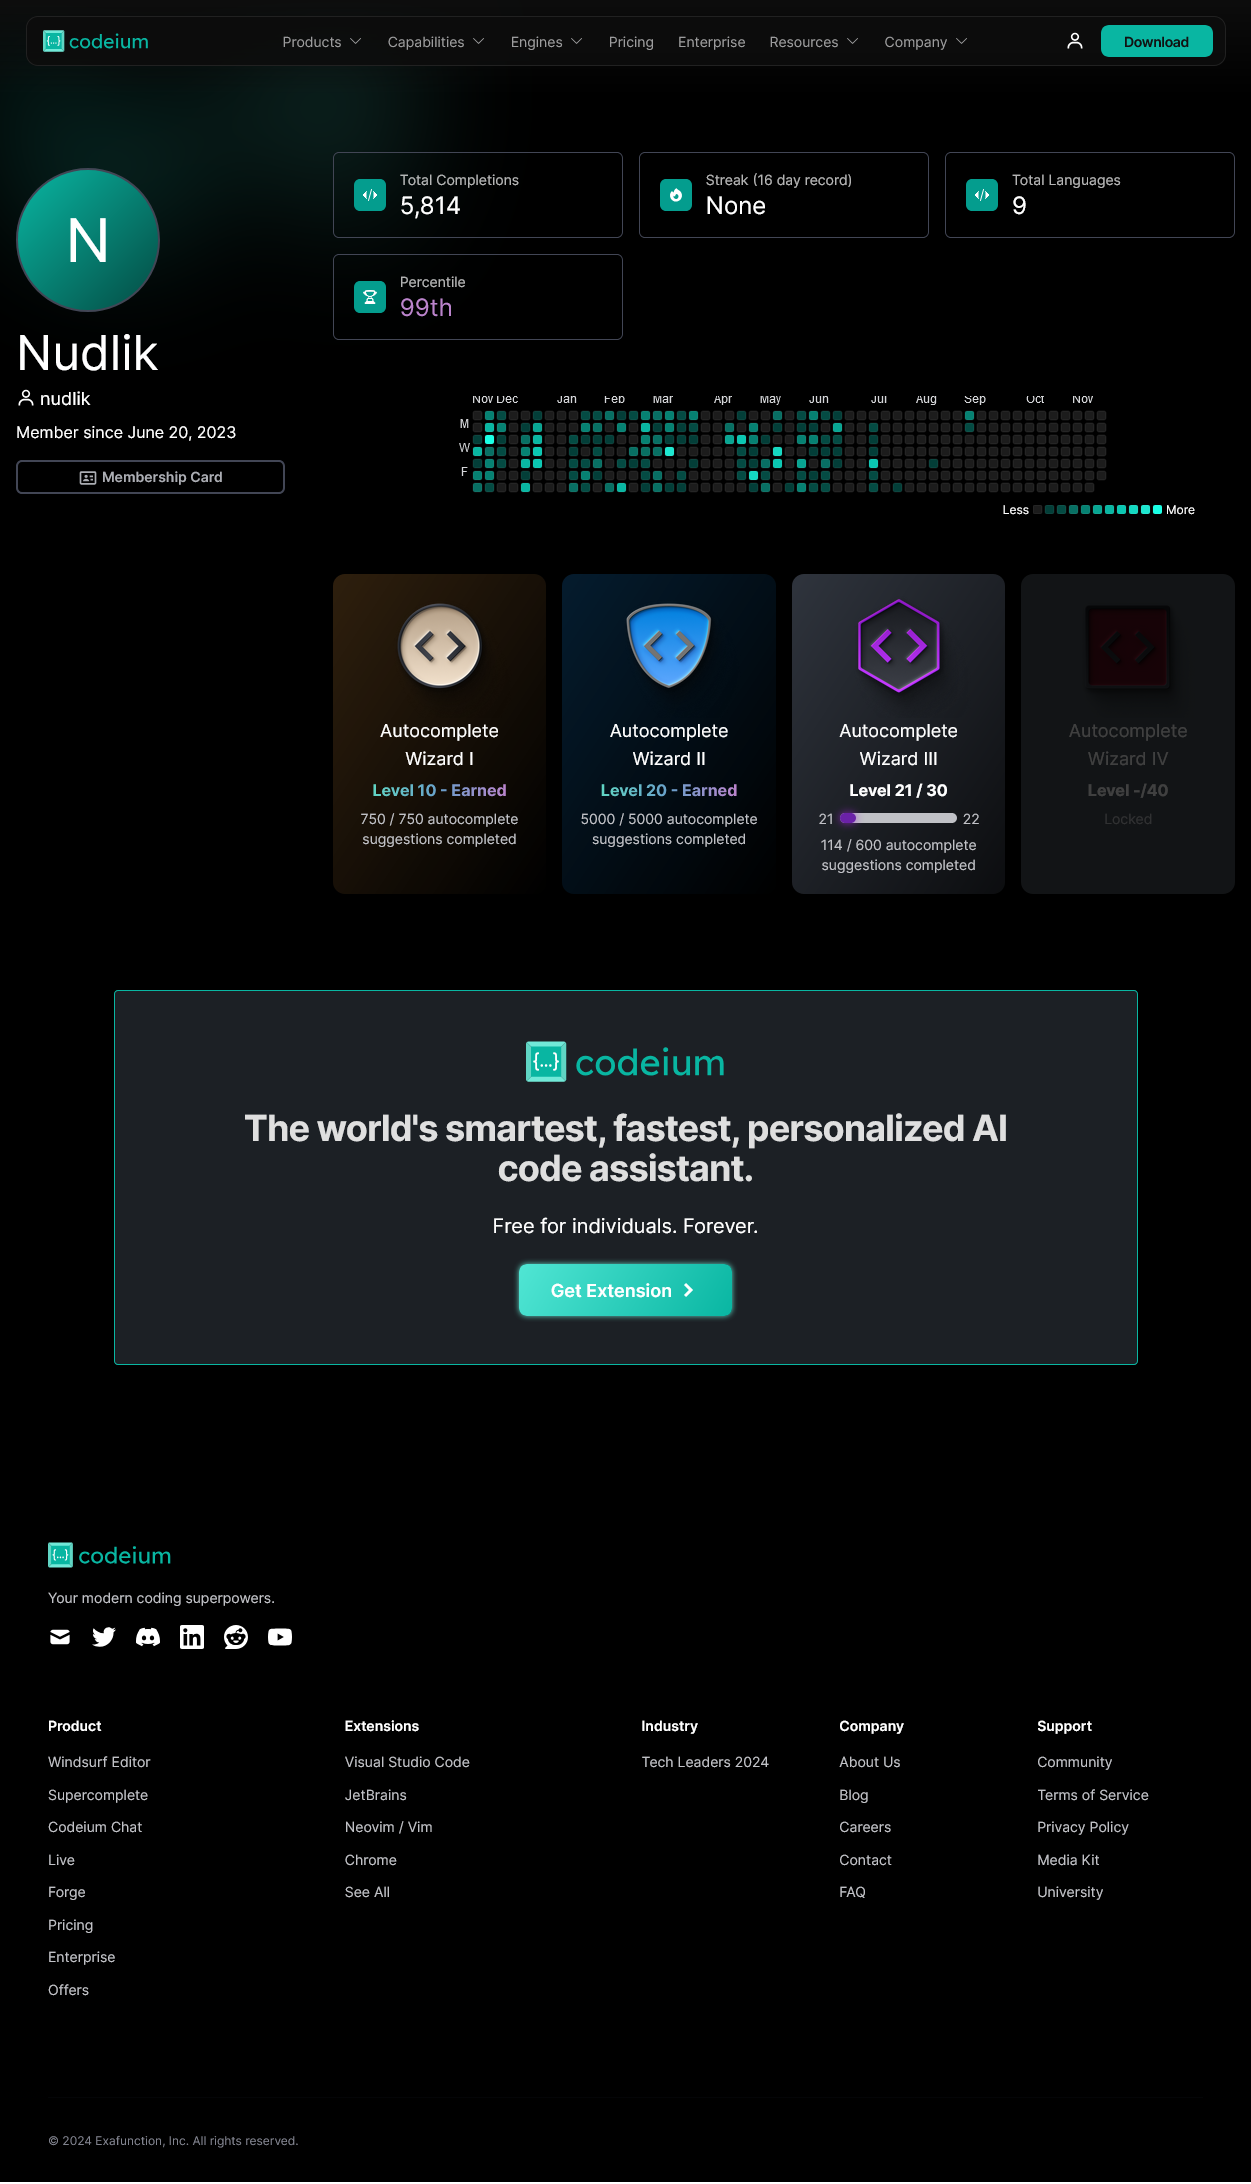 codeium
Products
Capabilities
Engines
Pricing
Enterprise
Resources
Company
Download
N
Nudlik
nudlik
Member since June 20, 2023
Membership Card
Total Completions
5,814
Streak (16 day record)
None
Total Languages
9
Percentile
99th
Nov Dec Jan Feb Mar Apr May Jun Jul Aug Sep Oct Nov
M
W
F
Less More
Autocomplete
Wizard I
Level 10 - Earned
750 / 750 autocomplete
suggestions completed
Autocomplete
Wizard II
Level 20 - Earned
5000 / 5000 autocomplete
suggestions completed
Autocomplete
Wizard III
Level 21 / 30
21 22
114 / 600 autocomplete
suggestions completed
Autocomplete
Wizard IV
Level -/40
Locked
{...} codeium
The world's smartest, fastest, personalized AI
code assistant.
Free for individuals. Forever.
Get Extension
codeium
Your modern coding superpowers.
Product
Windsurf Editor
Supercomplete
Codeium Chat
Live
Forge
Pricing
Enterprise
Offers
Extensions
Visual Studio Code
JetBrains
Neovim / Vim
Chrome
See All
Industry
Tech Leaders 2024
Company
About Us
Blog
Careers
Contact
FAQ
Support
Community
Terms of Service
Privacy Policy
Media Kit
University
© 2024 Exafunction, Inc. All rights reserved.